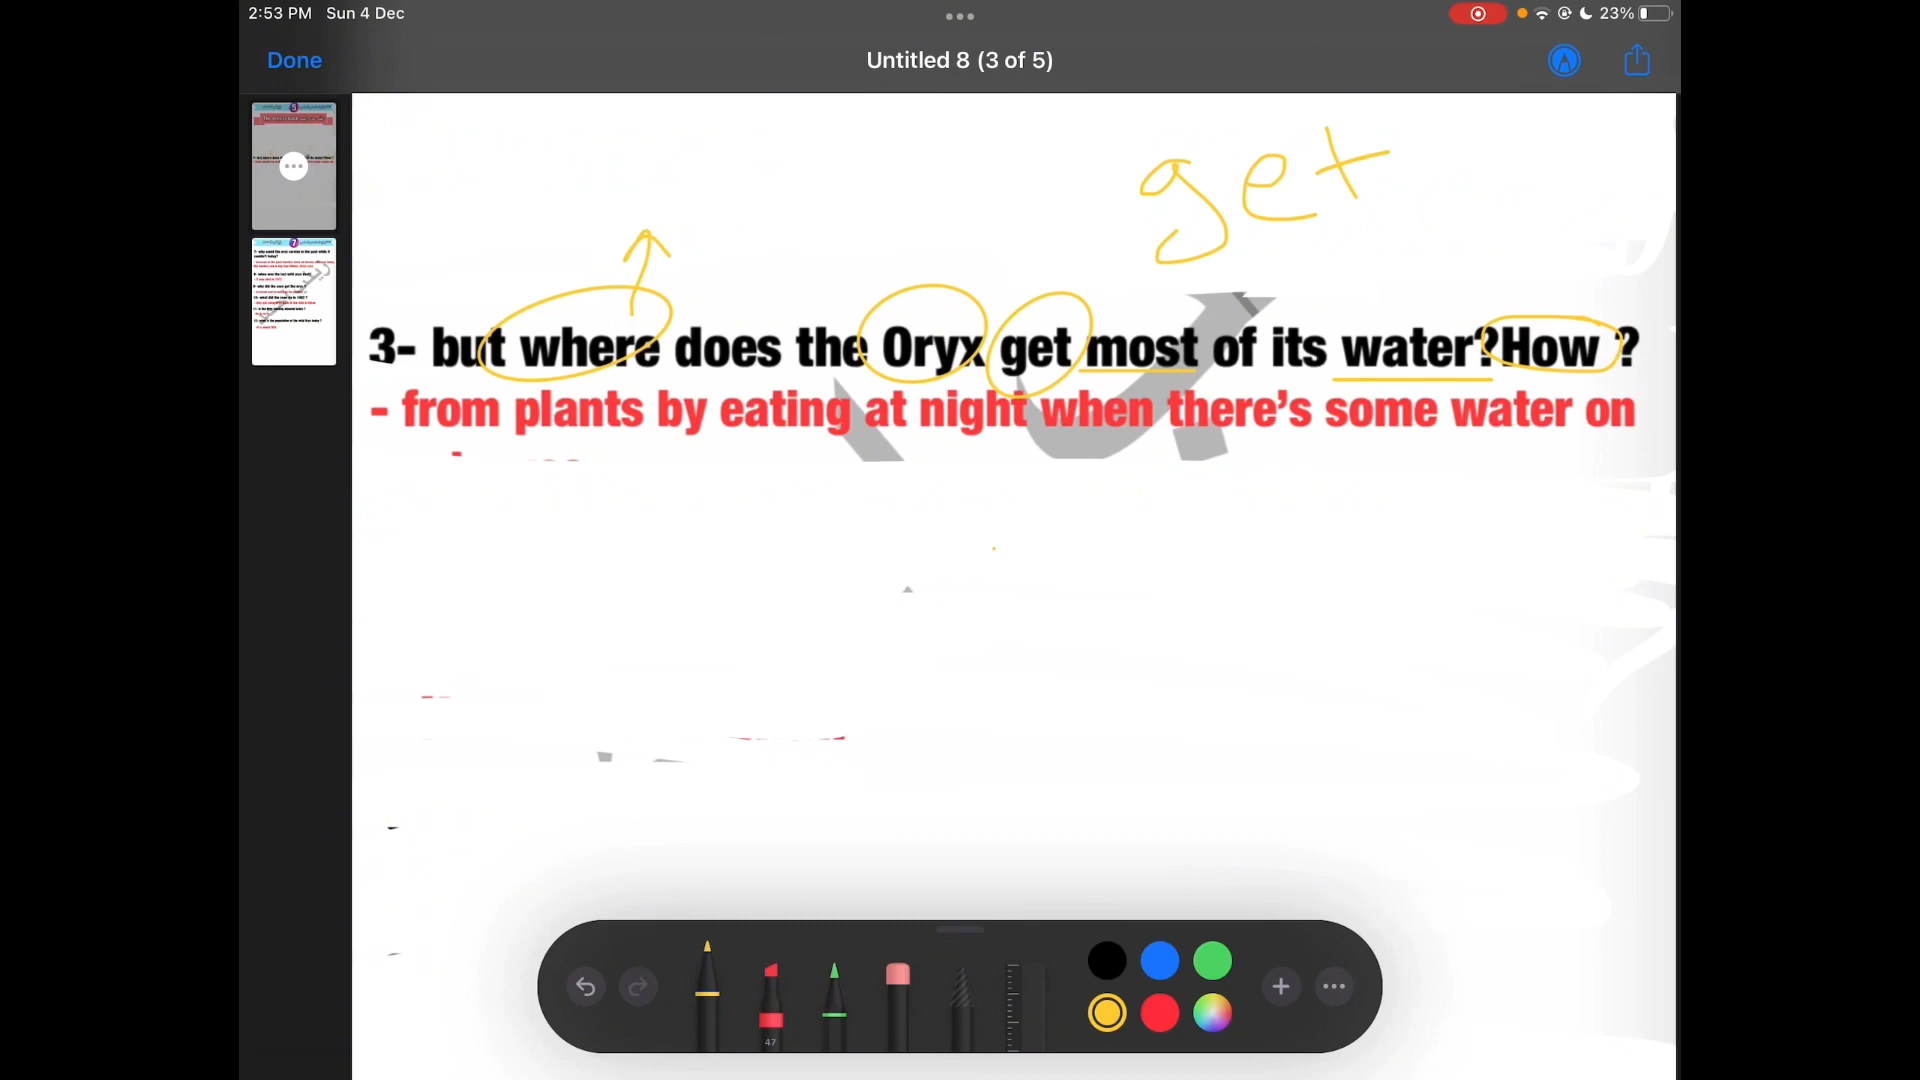 2:53 PM Sun 4 Dec
23%
Done
Untitled 8 (3 of 5)
get
3- but where does the Oryx get most of its water?How ?
- from plants by eating at night when there's some water on
47